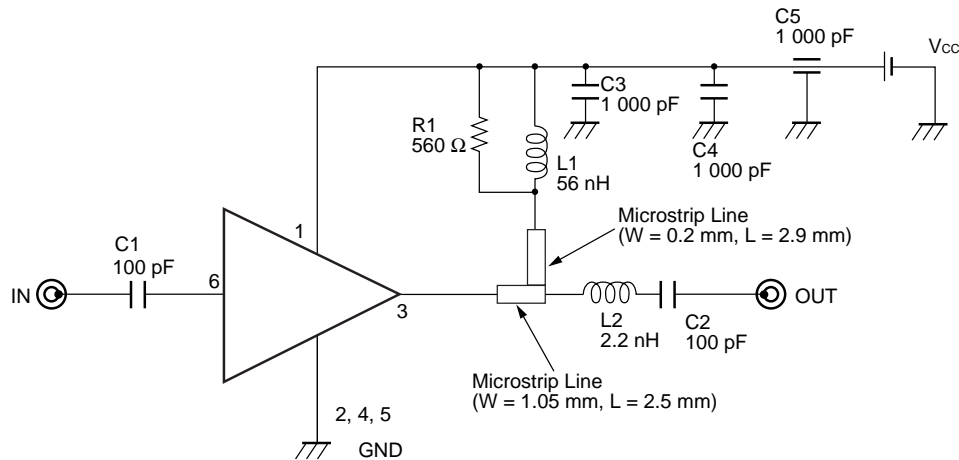 C5
1 000 pF
VCC
C3
1 000 pF
R1
560 Ω
L1
56 nH
C4
1 000 pF
Microstrip Line
(W = 0.2 mm, L = 2.9 mm)
C1
100 pF
1
IN
6
3
OUT
L2
2.2 nH
C2
100 pF
Microstrip Line
(W = 1.05 mm, L = 2.5 mm)
2, 4, 5
GND